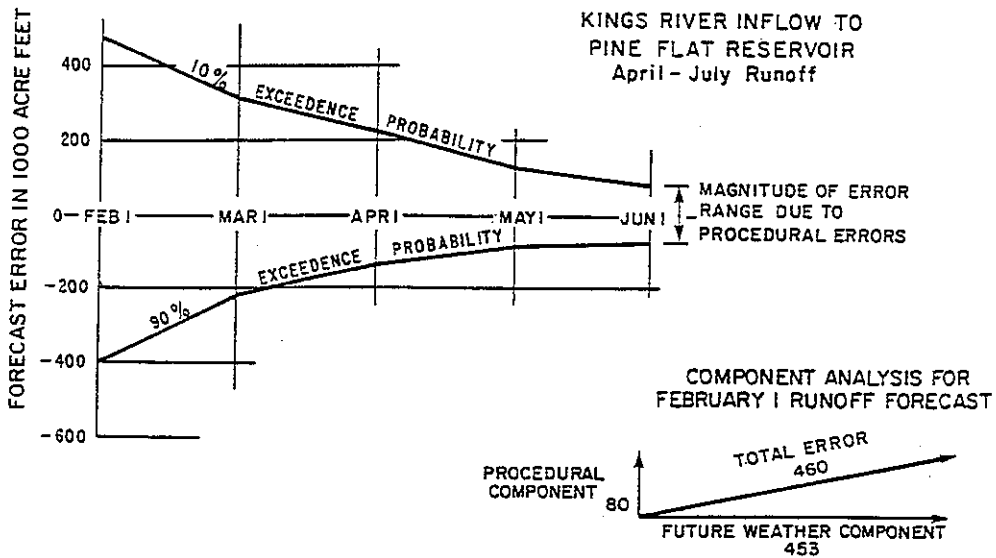 KINGS RIVER INFLOW TO
PINE FLAT RESERVOIR
April - July Runoff
FORECAST ERROR IN 1000 ACRE FEET
400
200
0
-200
-400
-600
10% EXCEEDENCE PROBABILITY
FEB 1 MAR 1 APR 1 MAY 1 JUN 1
MAGNITUDE OF ERROR
RANGE DUE TO
PROCEDURAL ERRORS
90% EXCEEDENCE PROBABILITY
COMPONENT ANALYSIS FOR
FEBRUARY 1 RUNOFF FORECAST
PROCEDURAL
COMPONENT
80
TOTAL ERROR
460
FUTURE WEATHER COMPONENT
453